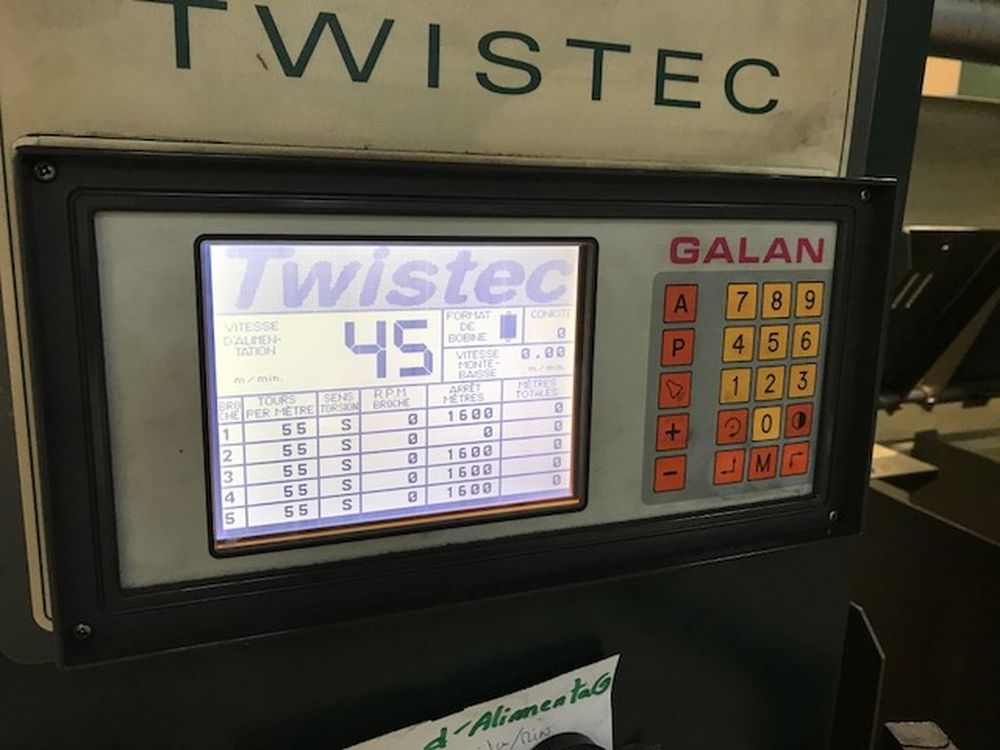 TWISTEC
GALAN
Twistec
VITESSE
D'ALIMEN-
TATION
45
m/min.
FORMAT
DE
BOBINE
CONICITE
0
VITESSE
MONTE-
BAISSE
0.00
m/min.
BRO
CHE
TOURS
PER MÈTRE
SENS
TORSION
R.P.M.
BROCHE
ARRÊT
MÈTRES
MÈTRES
TOTALES
1 55 S 0 1600 0
2 55 S 0 0 0
3 55 S 0 1600 0
4 55 S 0 1600 0
5 55 S 0 1600 0
A 7 8 9
P 4 5 6
1 2 3
+ 0
- M
d'AlimentaG